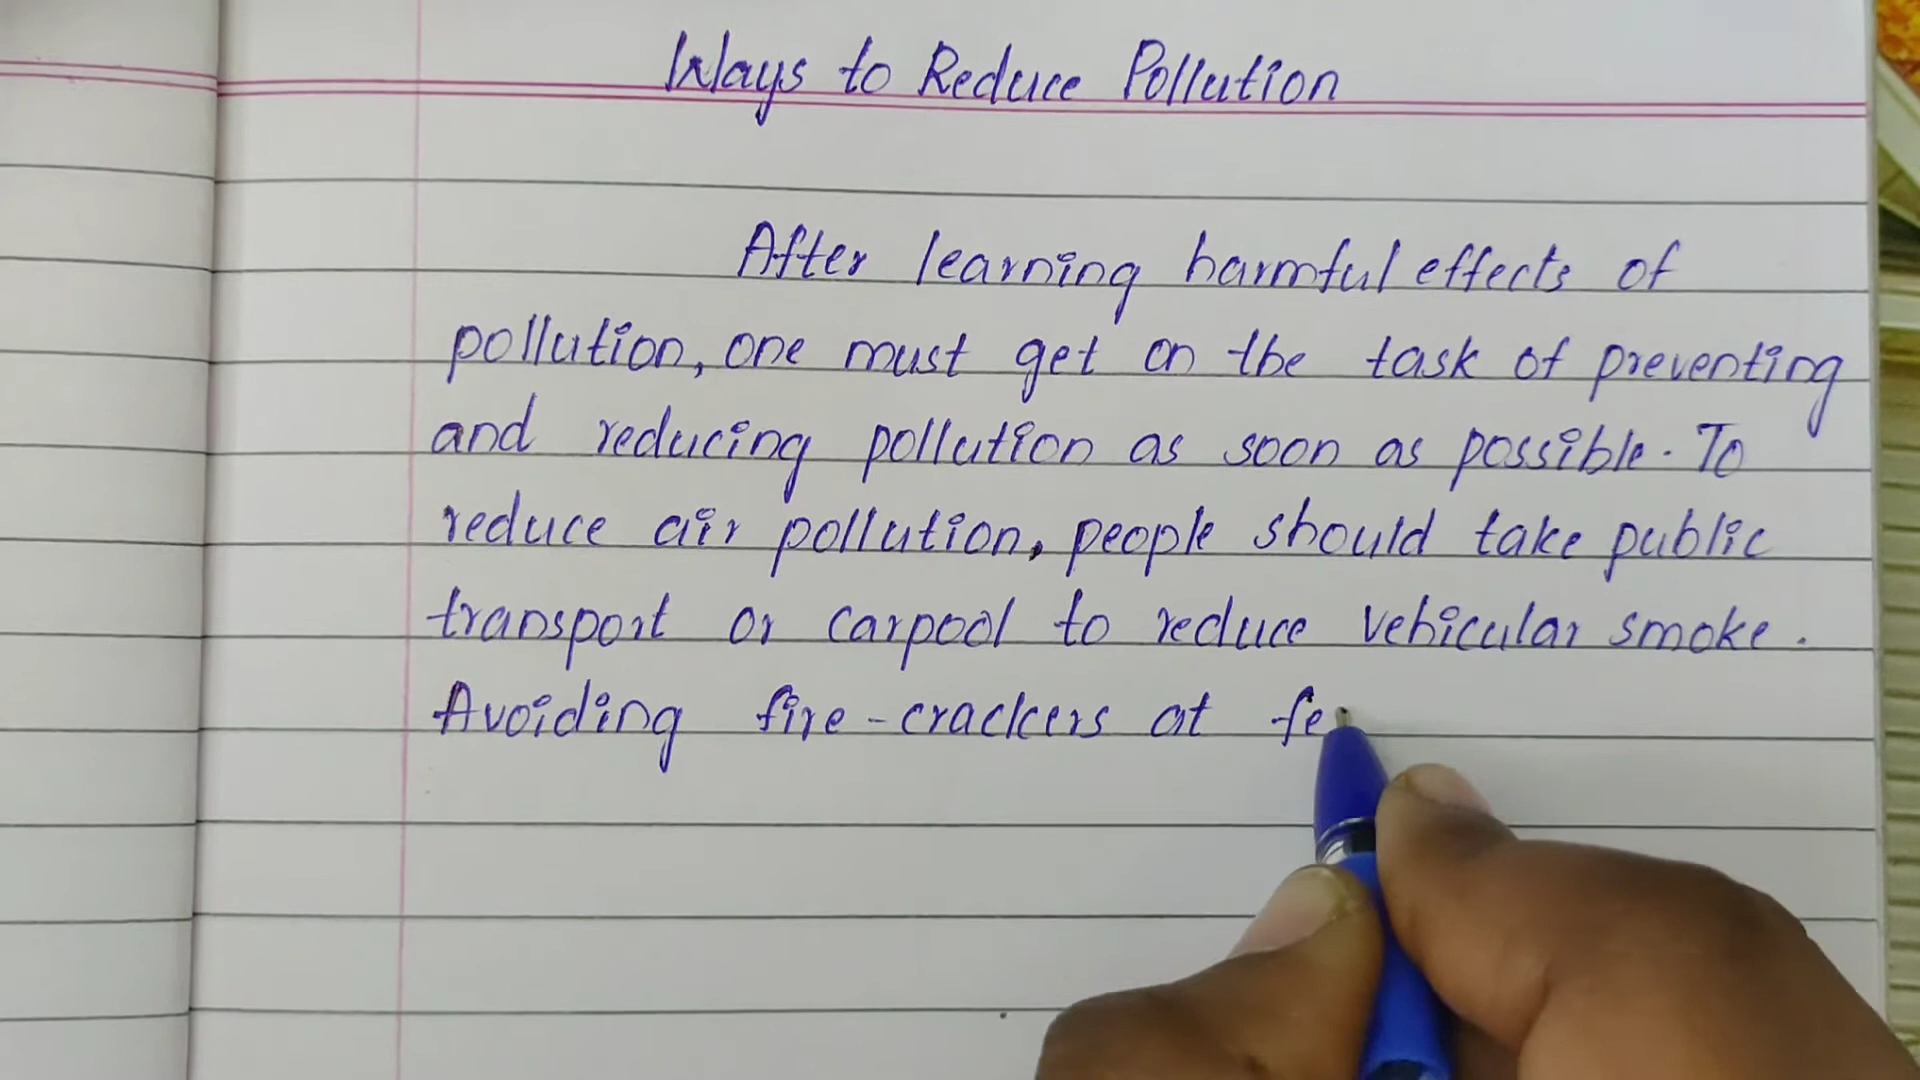 Ways to Reduce Pollution
After learning harmful effects of
pollution, one must get on the task of preventing
and reducing pollution as soon as possible. To
reduce air pollution, people should take public
transport or carpool to reduce vehicular smoke.
Avoiding fire-crackers at fe